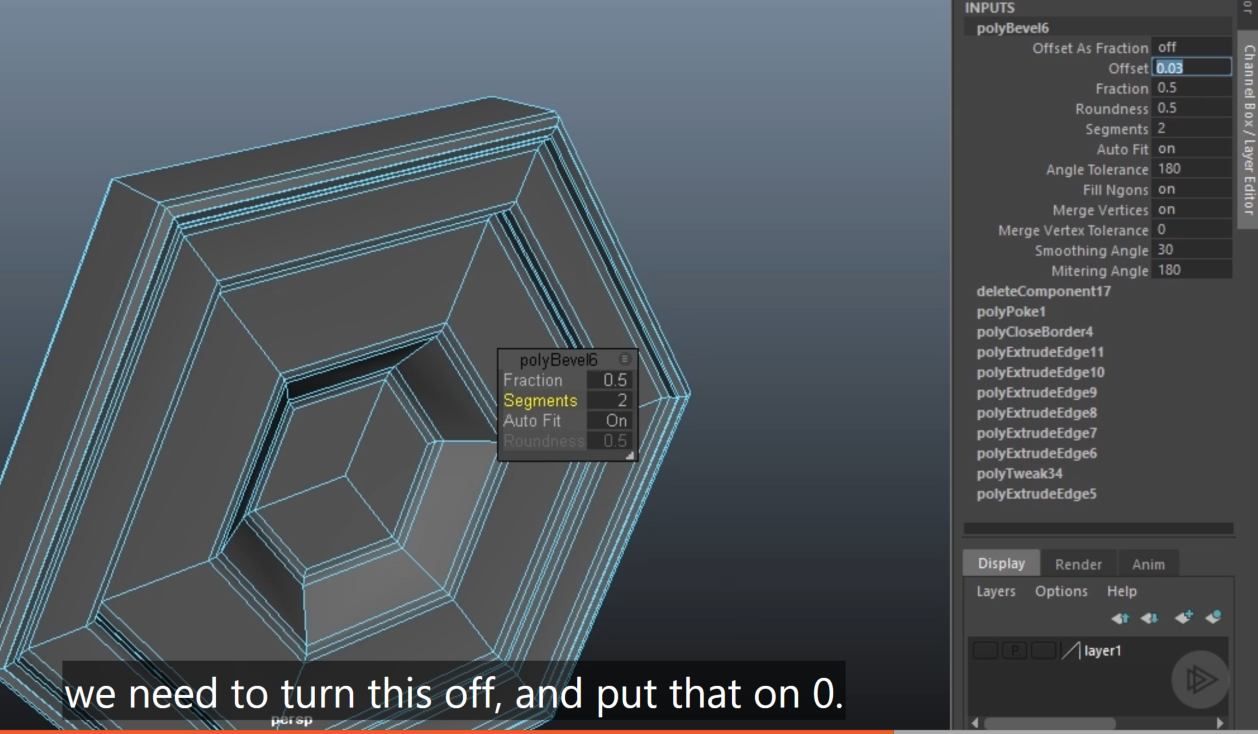 INPUTS
polyBevel6
Offset As Fraction off
Offset 0.03
Fraction 0.5
Roundness 0.5
Segments 2
Auto Fit on
Angle Tolerance 180
Fill Ngons on
Merge Vertices on
Merge Vertex Tolerance 0
Smoothing Angle 30
Mitering Angle 180
deleteComponent17
polyPoke1
polyCloseBorder4
polyExtrudeEdge11
polyExtrudeEdge10
polyExtrudeEdge9
polyExtrudeEdge8
polyExtrudeEdge7
polyExtrudeEdge6
polyTweak34
polyExtrudeEdge5
Channel Box / Layer Editor
polyBevel6
Fraction 0.5
Segments 2
Auto Fit On
Roundness 0.5
Display Render Anim
Layers Options Help
P layer1
we need to turn this off, and put that on 0.
persp